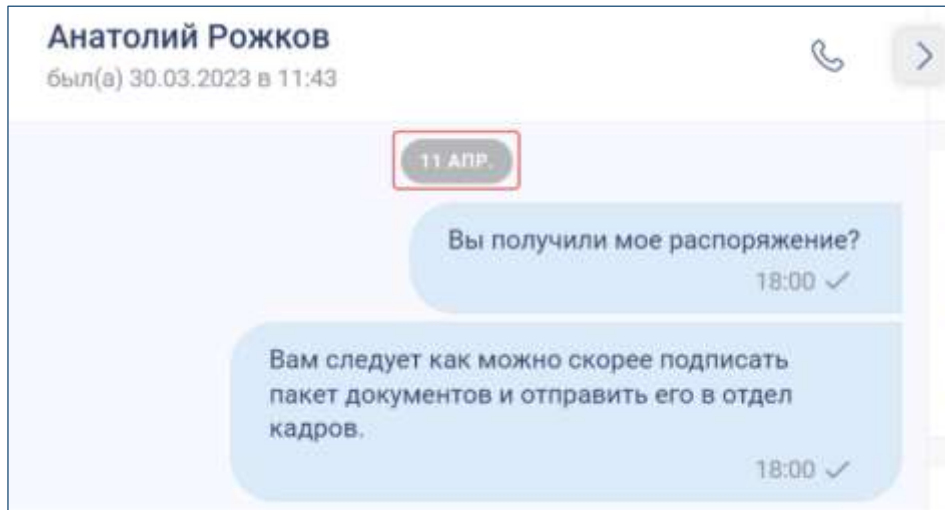 Анатолий Рожков
был(а) 30.03.2023 в 11:43
11 АПР.
Вы получили мое распоряжение?
18:00
Вам следует как можно скорее подписать
пакет документов и отправить его в отдел
кадров.
18:00